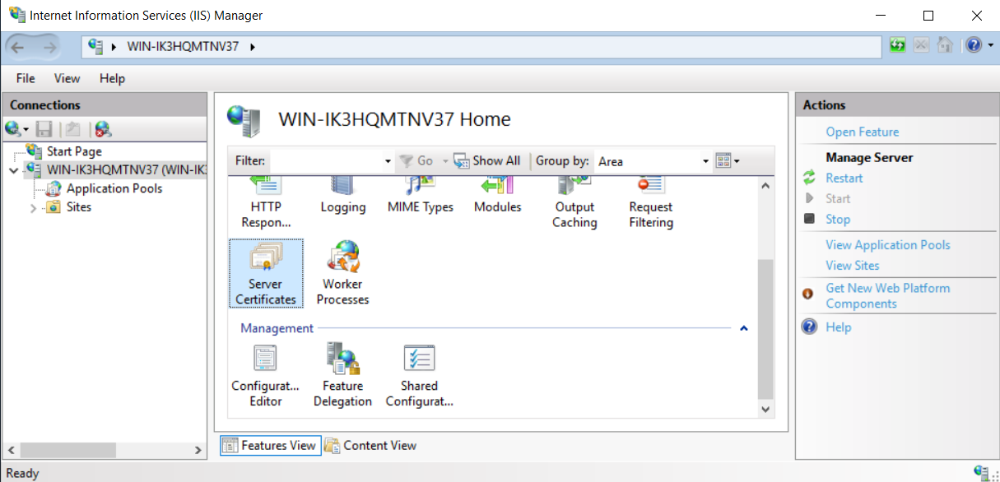 Internet Information Services (IIS) Manager
WIN-IK3HQMTNV37
File View Help
Connections
Start Page
WIN-IK3HQMTNV37 (WIN-IK3
Application Pools
Sites
WIN-IK3HQMTNV37 Home
Filter: Go Show All Group by: Area
HTTP
Respon...
Logging
MIME Types
Modules
Output
Caching
Request
Filtering
Server
Certificates
Worker
Processes
Management
Configurat...
Editor
Feature
Delegation
Shared
Configurat...
Features View
Content View
Actions
Open Feature
Manage Server
Restart
Start
Stop
View Application Pools
View Sites
Get New Web Platform
Components
Help
Ready